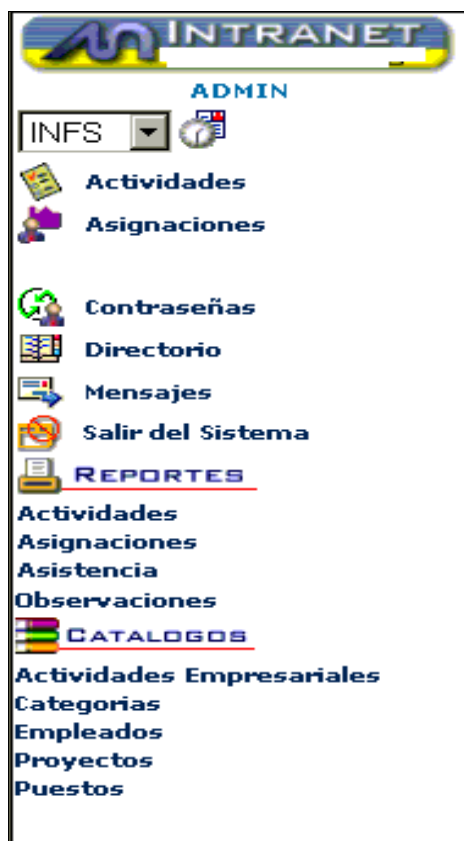 INTRANET
ADMIN
INFS
Actividades
Asignaciones
Contraseñas
Directorio
Mensajes
Salir del Sistema
REPORTES
Actividades
Asignaciones
Asistencia
Observaciones
CATALOGOS
Actividades Empresariales
Categorias
Empleados
Proyectos
Puestos